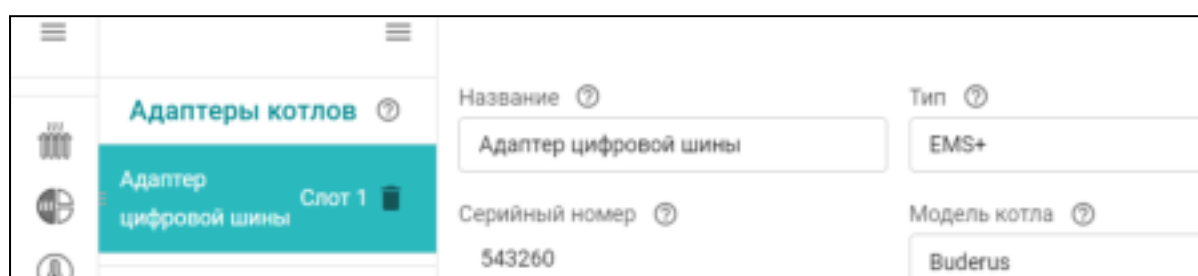 Адаптеры котлов
Адаптер
цифровой шины
Слот 1
Название
Тип
Адаптер цифровой шины
EMS+
Серийный номер
Модель котла
543260
Buderus